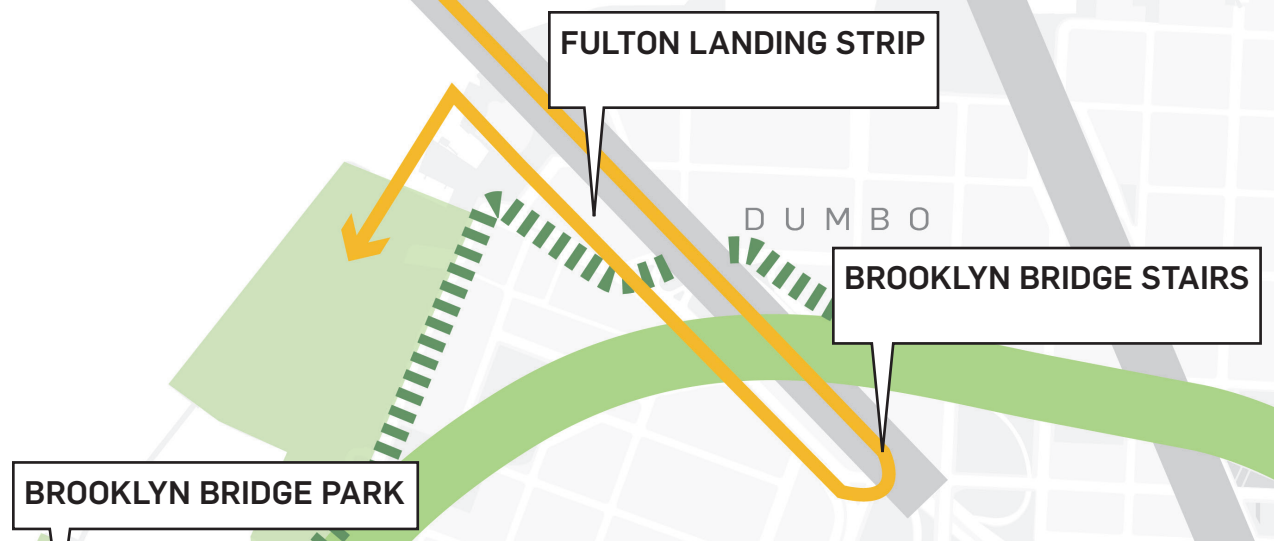 FULTON LANDING STRIP
DUMBO
BROOKLYN BRIDGE STAIRS
BROOKLYN BRIDGE PARK